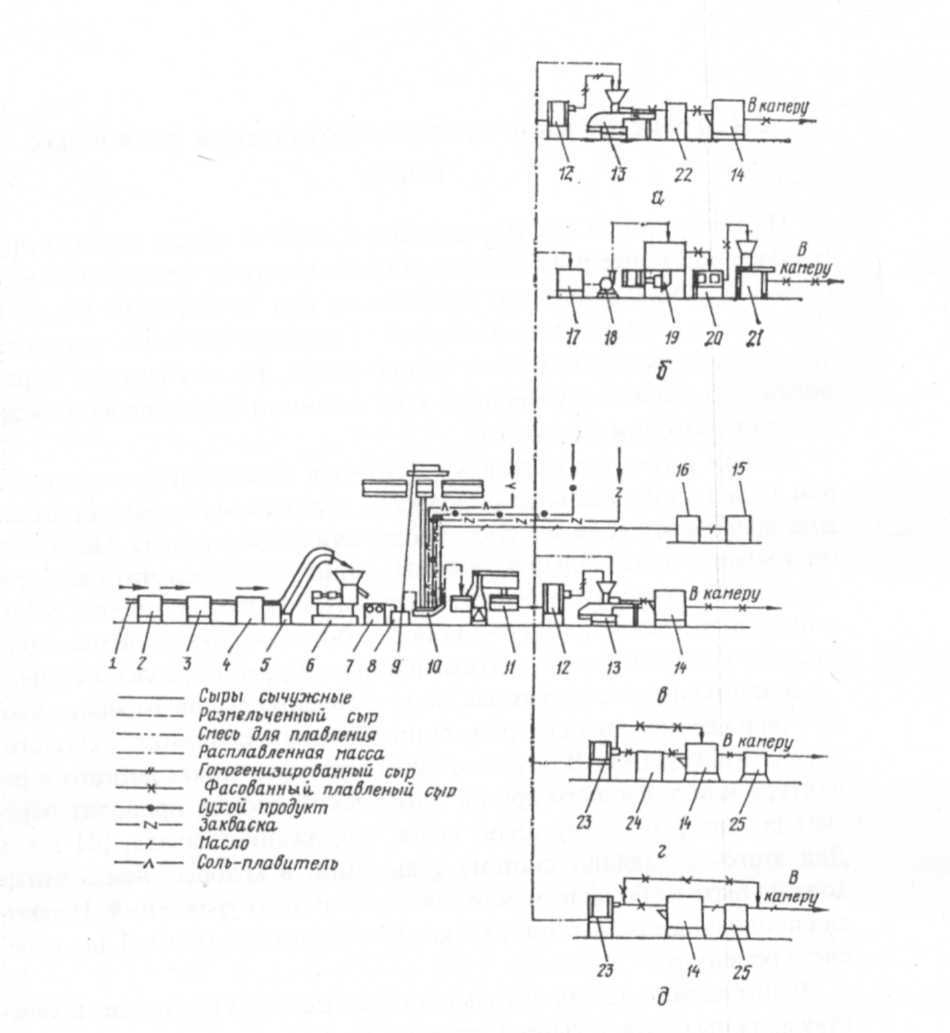 В камеру
12 13 22 14
а
В
камеру
17 18 19 20 21
б
16 15
В камеру
1 2 3 4 5 6 7 8 9 10 11 12 13 14
в
Сыры сычужные
Разпельченный сыр
Смесь для плавления
Расплавленная масса
Гомогенизированный сыр
Фасованный плавленый сыр
Сухой продукт
Закваска
Масло
Соль-плавитель
В камеру
23 24 14 25
г
В
камеру
23 14 25
д